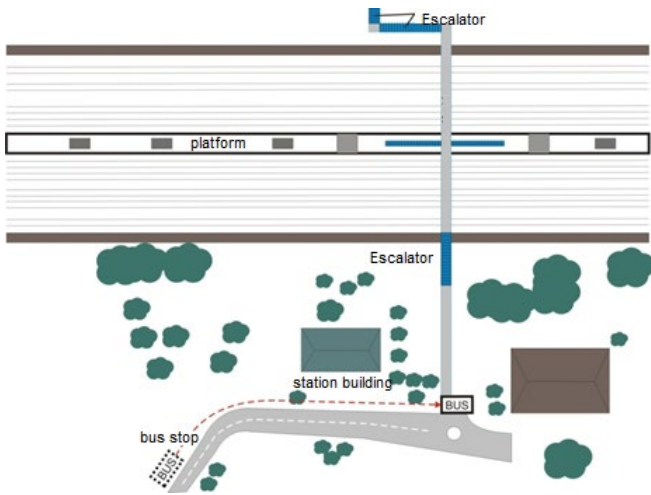 Escalator
platform
Escalator
station building
BUS
bus stop
BUS